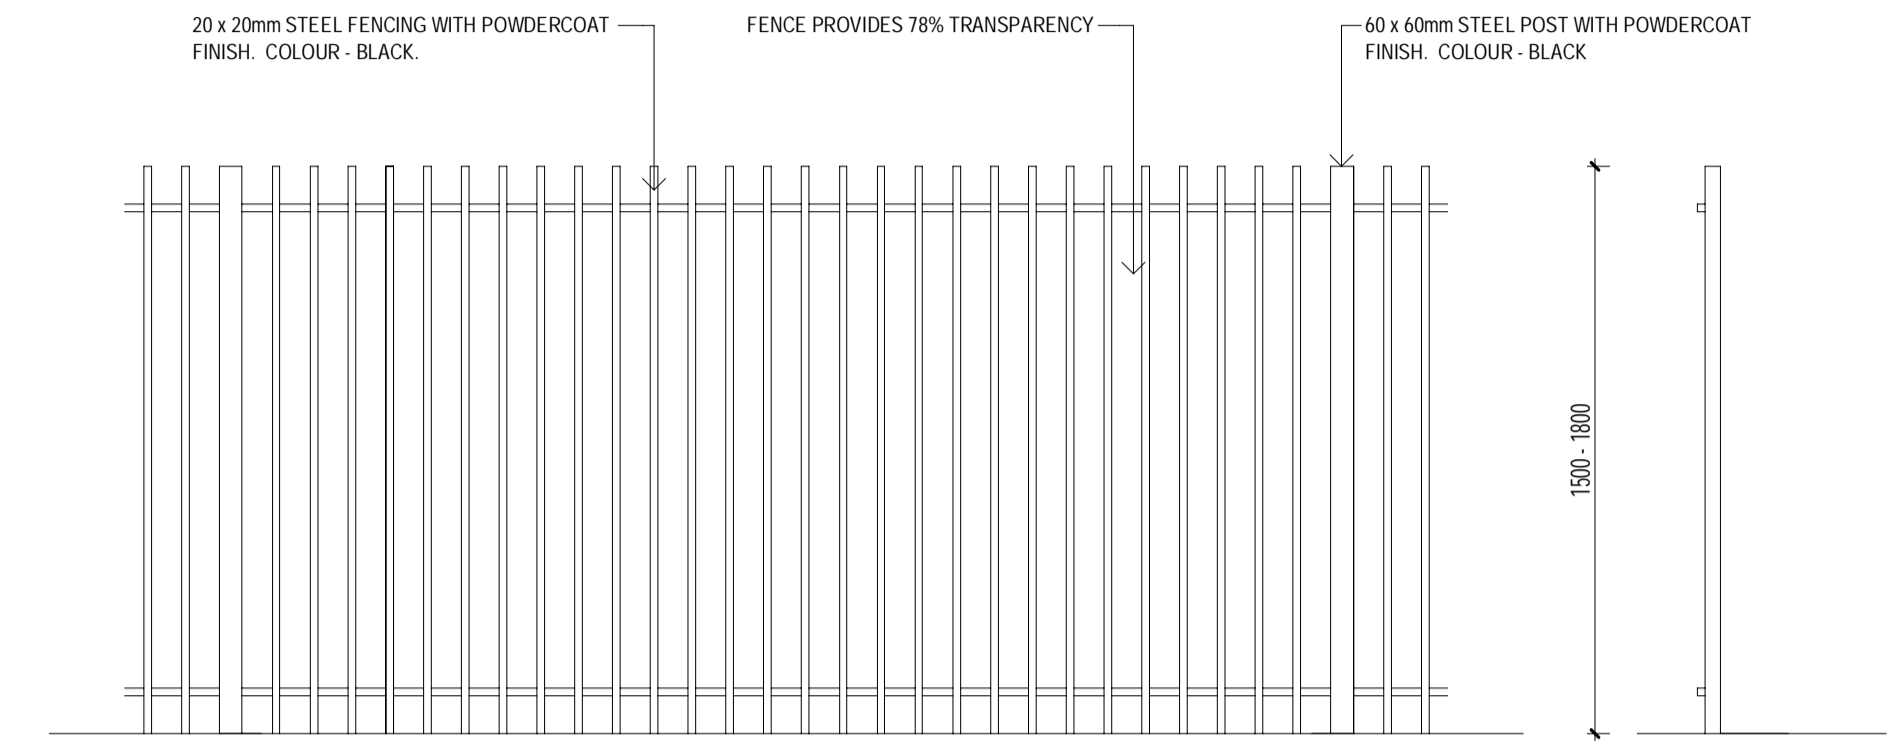 20 x 20mm STEEL FENCING WITH POWDERCOAT
FINISH. COLOUR - BLACK.
FENCE PROVIDES 78% TRANSPARENCY
60 x 60mm STEEL POST WITH POWDERCOAT
FINISH. COLOUR - BLACK
1500 - 1800